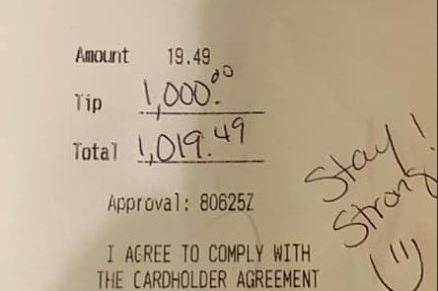 Amount 19.49
Tip 1,000.00
Total 1,019.49
Approval: 80625Z
I AGREE TO COMPLY WITH
THE CARDHOLDER AGREEMENT
Stay!
Strong